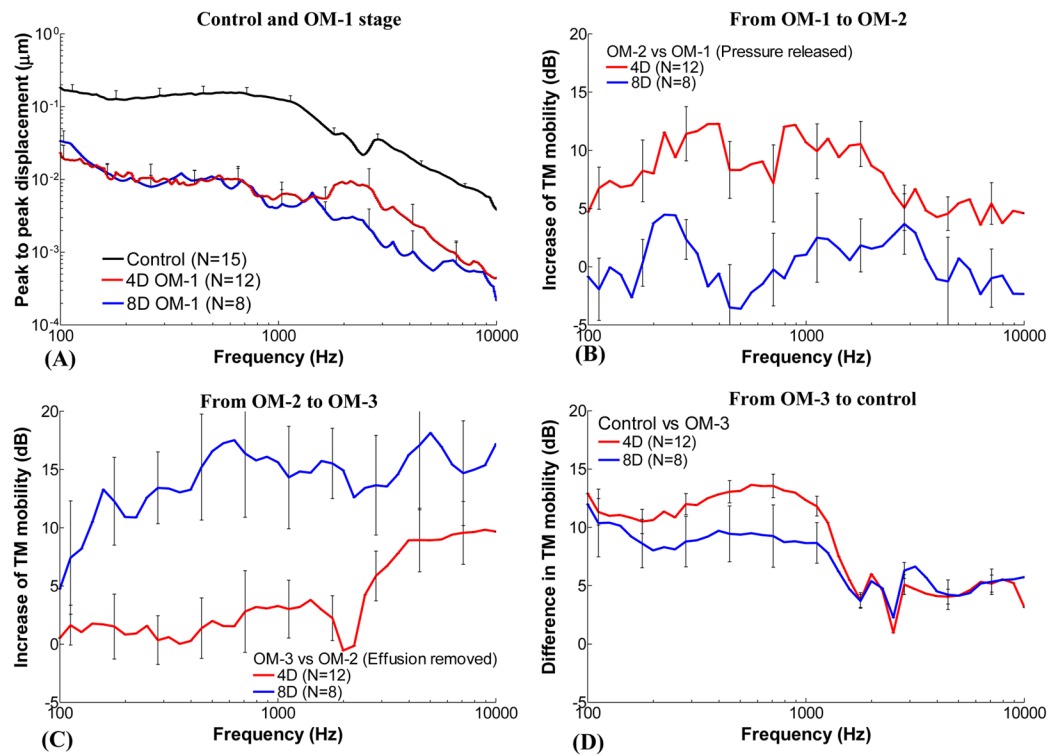 Control and OM-1 stage
Peak to peak displacement (μm)
10⁰
10⁻¹
10⁻²
10⁻³
10⁻⁴
Control (N=15)
4D OM-1 (N=12)
8D OM-1 (N=8)
100
1000
10000
Frequency (Hz)
(A)
From OM-1 to OM-2
Increase of TM mobility (dB)
20
15
10
5
0
-5
OM-2 vs OM-1 (Pressure released)
4D (N=12)
8D (N=8)
100
1000
10000
Frequency (Hz)
(B)
From OM-2 to OM-3
Increase of TM mobility (dB)
20
15
10
5
0
-5
OM-3 vs OM-2 (Effusion removed)
4D (N=12)
8D (N=8)
100
1000
10000
Frequency (Hz)
(C)
From OM-3 to control
Difference in TM mobility (dB)
20
15
10
5
0
-5
Control vs OM-3
4D (N=12)
8D (N=8)
100
1000
10000
Frequency (Hz)
(D)